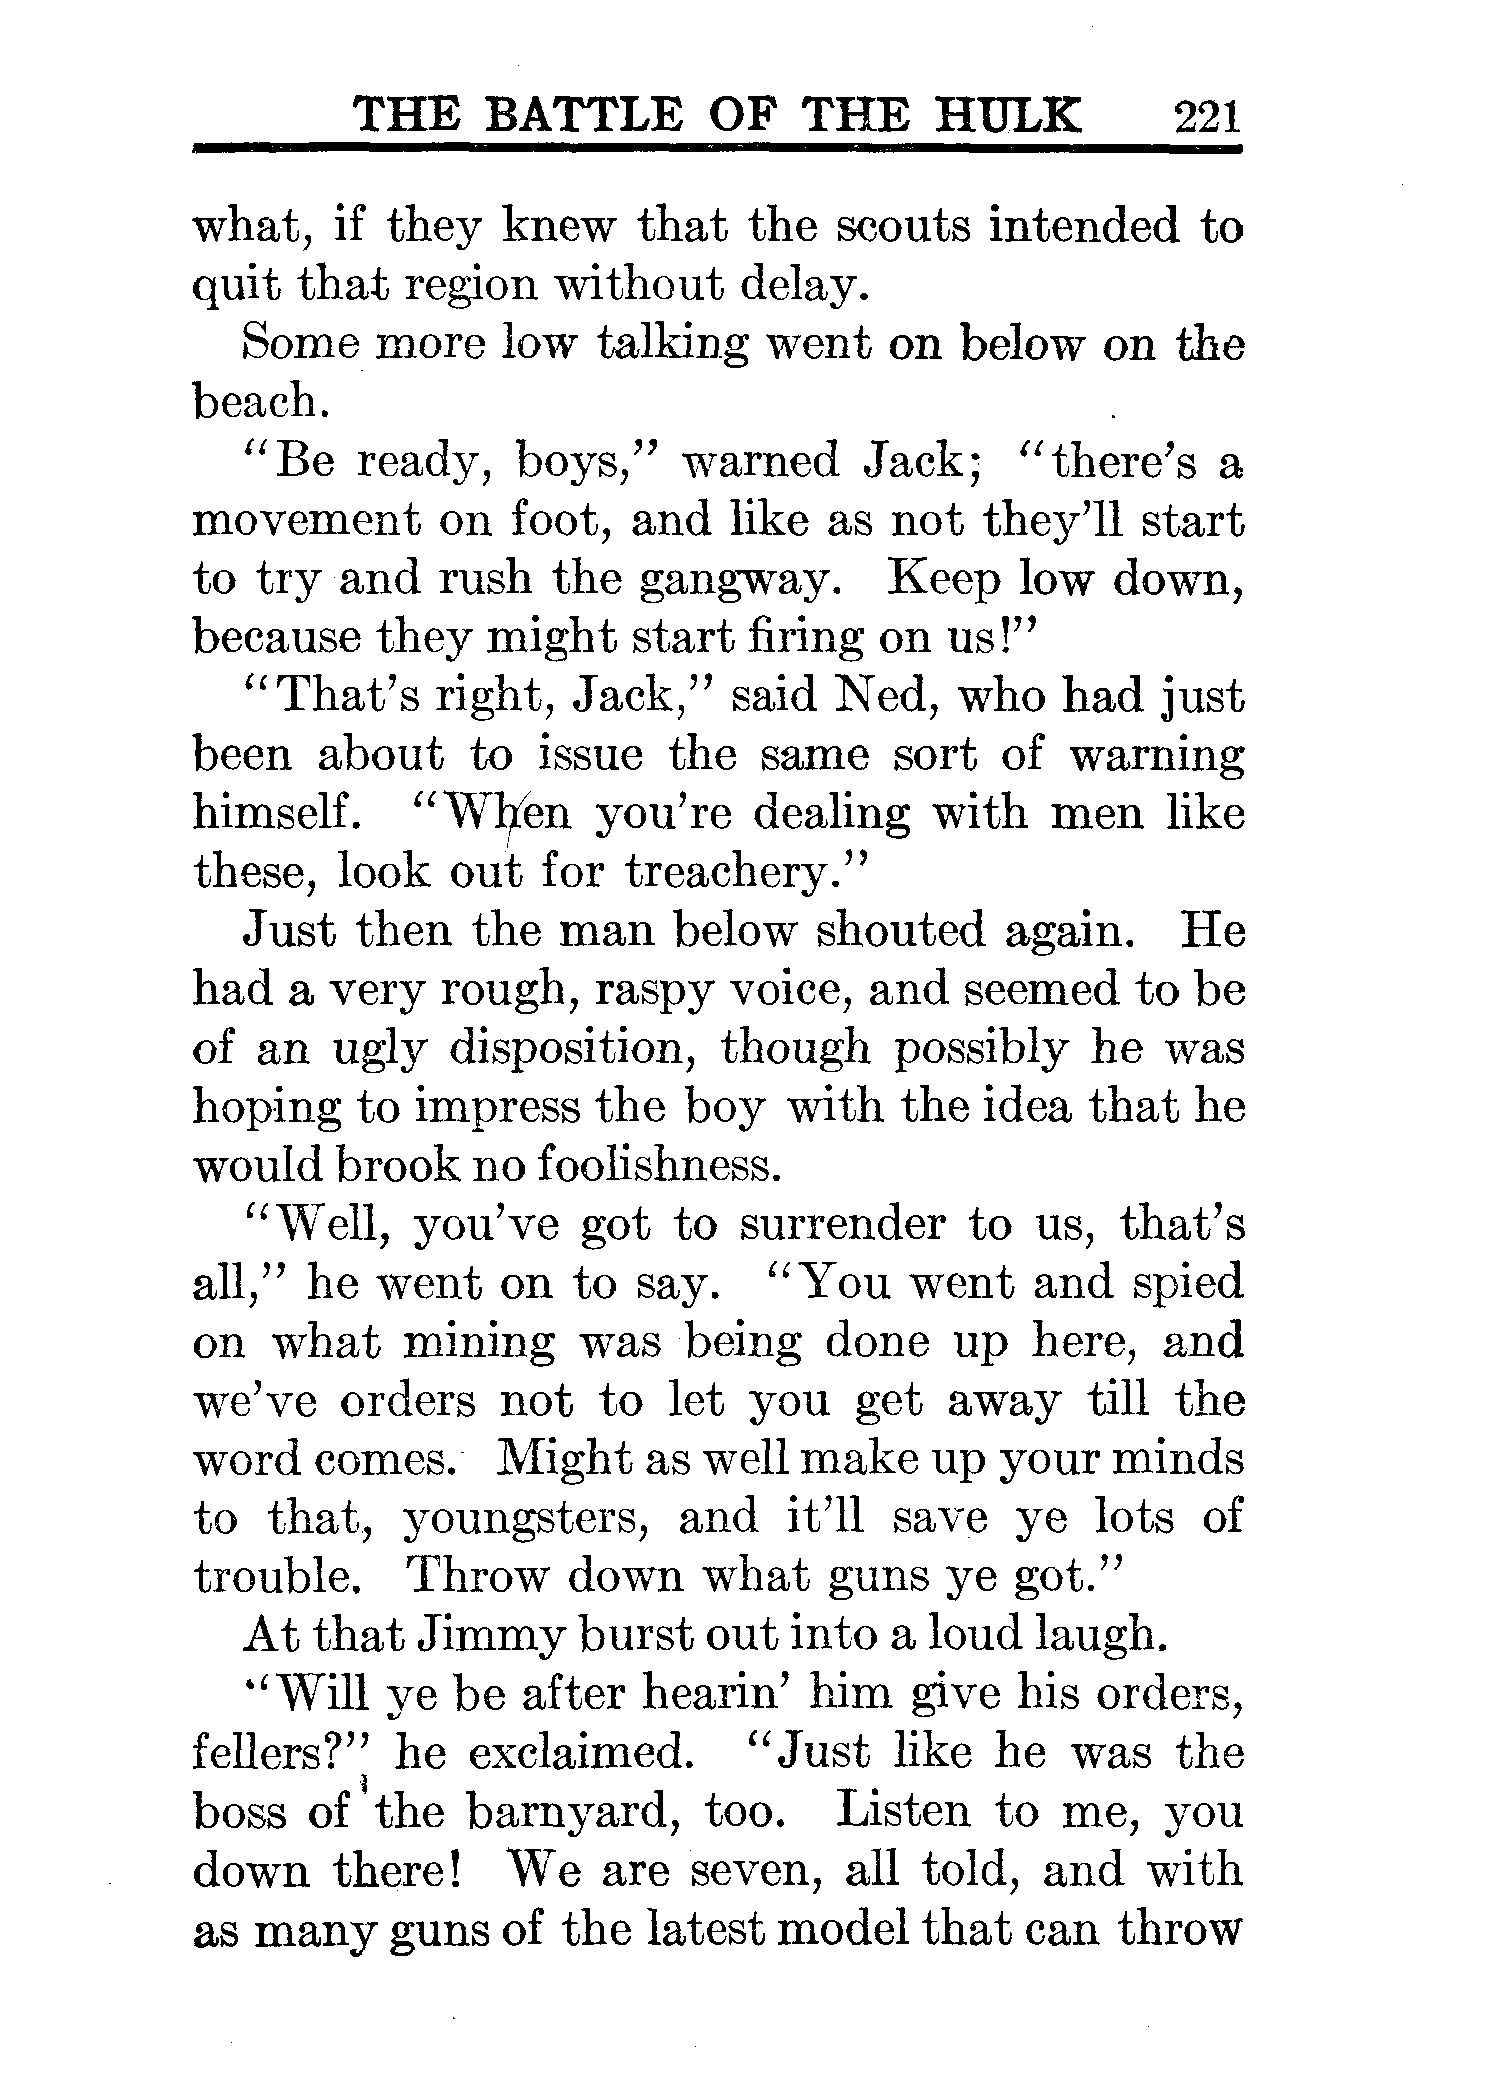 THE BATTLE OF THE HULK 221
what, if they knew that the scouts intended to
quit that region without delay.
Some more low talking went on below on the
beach.
"Be ready, boys," warned Jack; "there's a
movement on foot, and like as not they'll start
to try and rush the gangway. Keep low down,
because they might start firing on us!"
"That's right, Jack," said Ned, who had just
been about to issue the same sort of warning
himself. "When you're dealing with men like
these, look out for treachery."
Just then the man below shouted again. He
had a very rough, raspy voice, and seemed to be
of an ugly disposition, though possibly he was
hoping to impress the boy with the idea that he
would brook no foolishness.
"Well, you've got to surrender to us, that's
all," he went on to say. "You went and spied
on what mining was being done up here, and
we've orders not to let you get away till the
word comes. Might as well make up your minds
to that, youngsters, and it'll save ye lots of
trouble. Throw down what guns ye got."
At that Jimmy burst out into a loud laugh.
"Will ye be after hearin' him give his orders,
fellers?" he exclaimed. "Just like he was the
boss of the barnyard, too. Listen to me, you
down there! We are seven, all told, and with
as many guns of the latest model that can throw